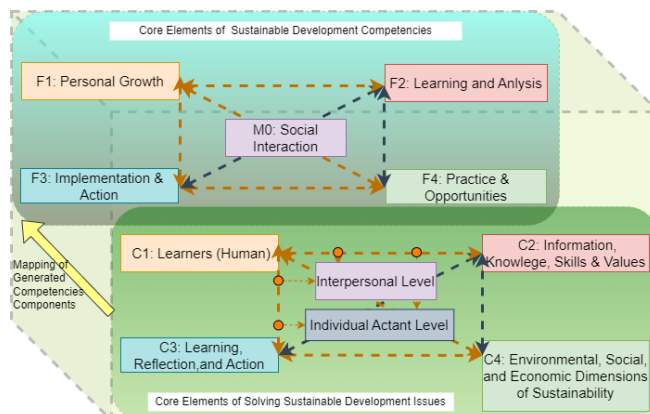 Core Elements of Sustainable Development Competencies
F1: Personal Growth
F2: Learning and Anlysis
M0: Social
Interaction
F3: Implementation &
Action
F4: Practice &
Opportunities
C1: Learners (Human)
C2: Information,
Knowlege, Skills & Values
Mapping of
Generated
Competencies
Components
Interpersonal Level
Individual Actant Level
C3: Learning,
Reflection,and Action
C4: Environmental, Social,
and Economic Dimensions
of Sustainability
Core Elements of Solving Sustainable Development Issues